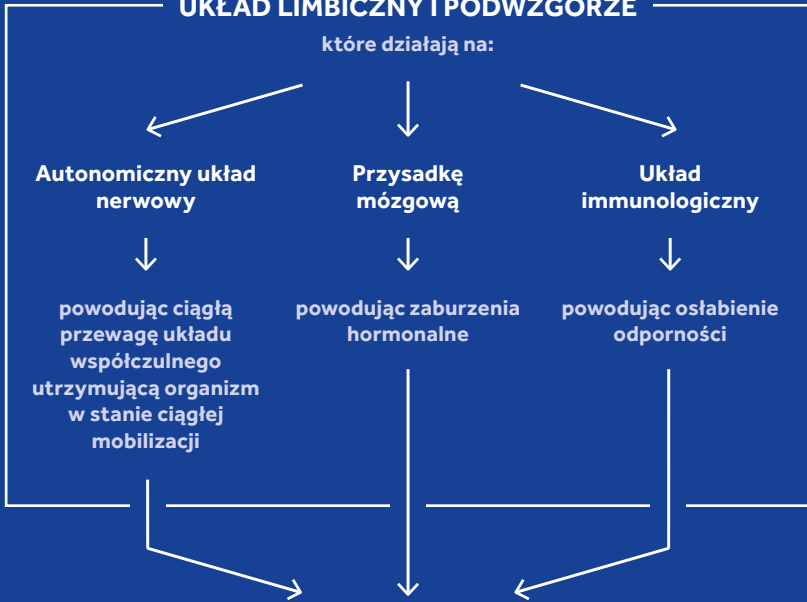 UKŁAD LIMBICZNY I PODWZGÓRZE
które działają na:
Autonomiczny układ
nerwowy
Przysadkę
mózgową
Układ
immunologiczny
powodując ciągłą
przewagę układu
współczulnego
utrzymującą organizm
w stanie ciągłej
mobilizacji
powodując zaburzenia
hormonalne
powodując osłabienie
odporności